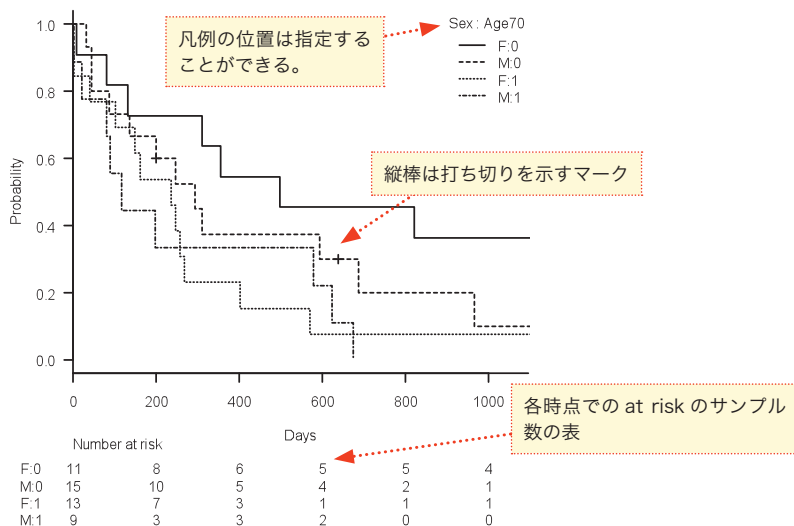 凡例の位置は指定する
ことができる。
Sex : Age70
F:0
M:0
F:1
M:1
1.0
0.8
0.6
0.4
0.2
0.0
Probability
縦棒は打ち切りを示すマーク
0 200 400 600 800 1000
Days
各時点での at risk のサンプル
数の表
Number at risk
F:0 11 8 6 5 5 4
M:0 15 10 5 4 2 1
F:1 13 7 3 1 1 1
M:1 9 3 3 2 0 0